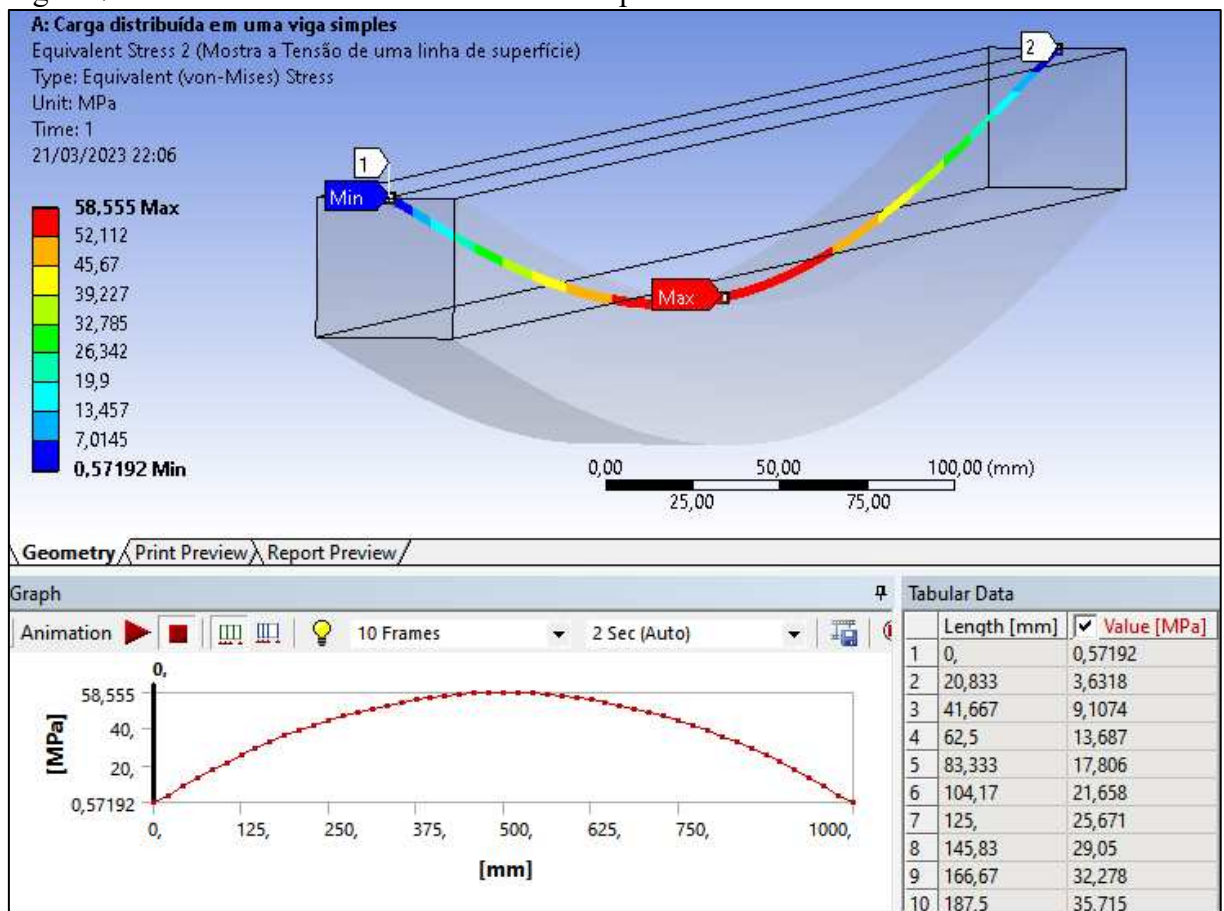 A: Carga distribuída em uma viga simples
Equivalent Stress 2 (Mostra a Tensão de uma linha de superfície)
Type: Equivalent (von-Mises) Stress
Unit: MPa
Time: 1
21/03/2023 22:06
58,555 Max
52,112
45,67
39,227
32,785
26,342
19,9
13,457
7,0145
0,57192 Min
1
Min
Max
2
0,00 50,00 100,00 (mm)
25,00 75,00
Geometry Print Preview Report Preview
Graph
Animation 10 Frames 2 Sec (Auto)
0,
58,555
40,
20,
0,57192
[MPa]
0, 125, 250, 375, 500, 625, 750, 1000,
[mm]
Tabular Data
Length [mm] Value [MPa]
1 0, 0,57192
2 20,833 3,6318
3 41,667 9,1074
4 62,5 13,687
5 83,333 17,806
6 104,17 21,658
7 125, 25,671
8 145,83 29,05
9 166,67 32,278
10 187,5 35,715